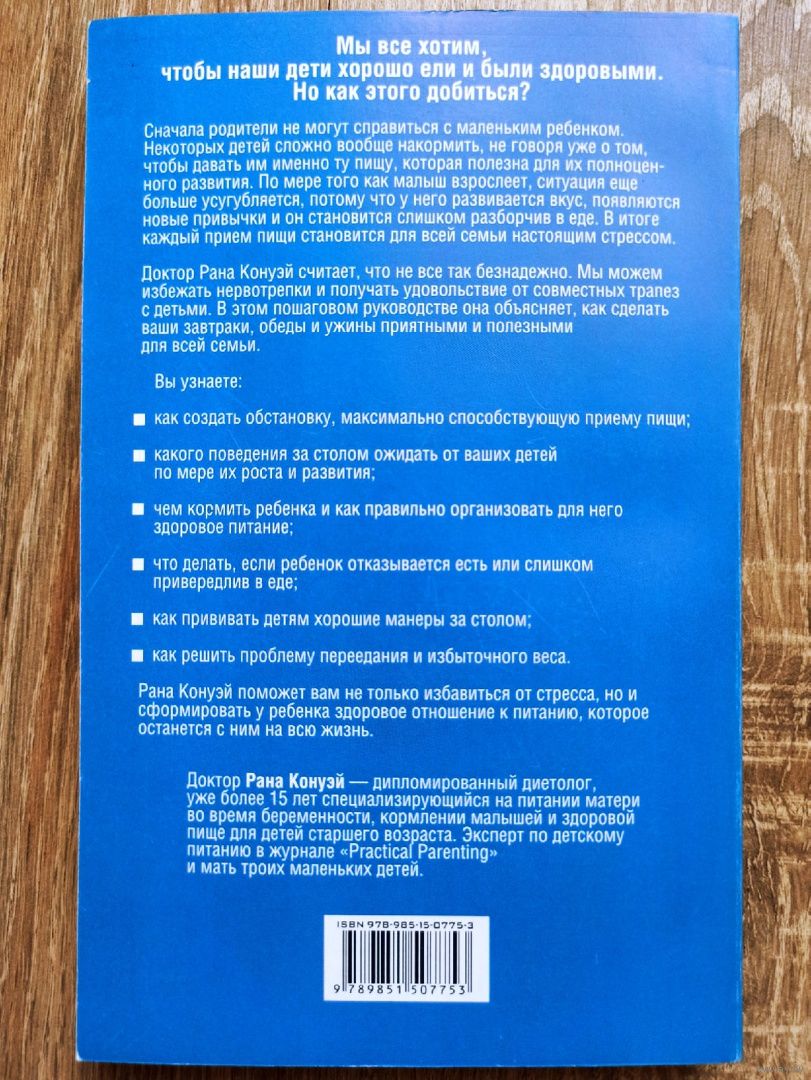 Мы все хотим,
чтобы наши дети хорошо ели и были здоровыми.
Но как этого добиться?
Сначала родители не могут справиться с маленьким ребенком.
Некоторых детей сложно вообще накормить, не говоря уже о том,
чтобы давать им именно ту пищу, которая полезна для их полноцен-
ного развития. По мере того как малыш взрослеет, ситуация еще
больше усугубляется, потому что у него развивается вкус, появляются
новые привычки и он становится слишком разборчив в еде. В итоге
каждый прием пищи становится для всей семьи настоящим стрессом.
Доктор Рана Конуэй считает, что не все так безнадежно. Мы можем
избежать нервотрепки и получать удовольствие от совместных трапез
с детьми. В этом пошаговом руководстве она объясняет, как сделать
ваши завтраки, обеды и ужины приятными и полезными
для всей семьи.
Вы узнаете:
■ как создать обстановку, максимально способствующую приему пищи;
■ какого поведения за столом ожидать от ваших детей
по мере их роста и развития;
■ чем кормить ребенка и как правильно организовать для него
здоровое питание;
■ что делать, если ребенок отказывается есть или слишком
привередлив в еде;
■ как прививать детям хорошие манеры за столом;
■ как решить проблему переедания и избыточного веса.
Рана Конуэй поможет вам не только избавиться от стресса, но и
сформировать у ребенка здоровое отношение к питанию, которое
останется с ним на всю жизнь.
Доктор Рана Конуэй — дипломированный диетолог,
уже более 15 лет специализирующийся на питании матери
во время беременности, кормлении малышей и здоровой
пище для детей старшего возраста. Эксперт по детскому
питанию в журнале «Practical Parenting»
и мать троих маленьких детей.
ISBN 978-985-15-0775-3
9 789851 507753